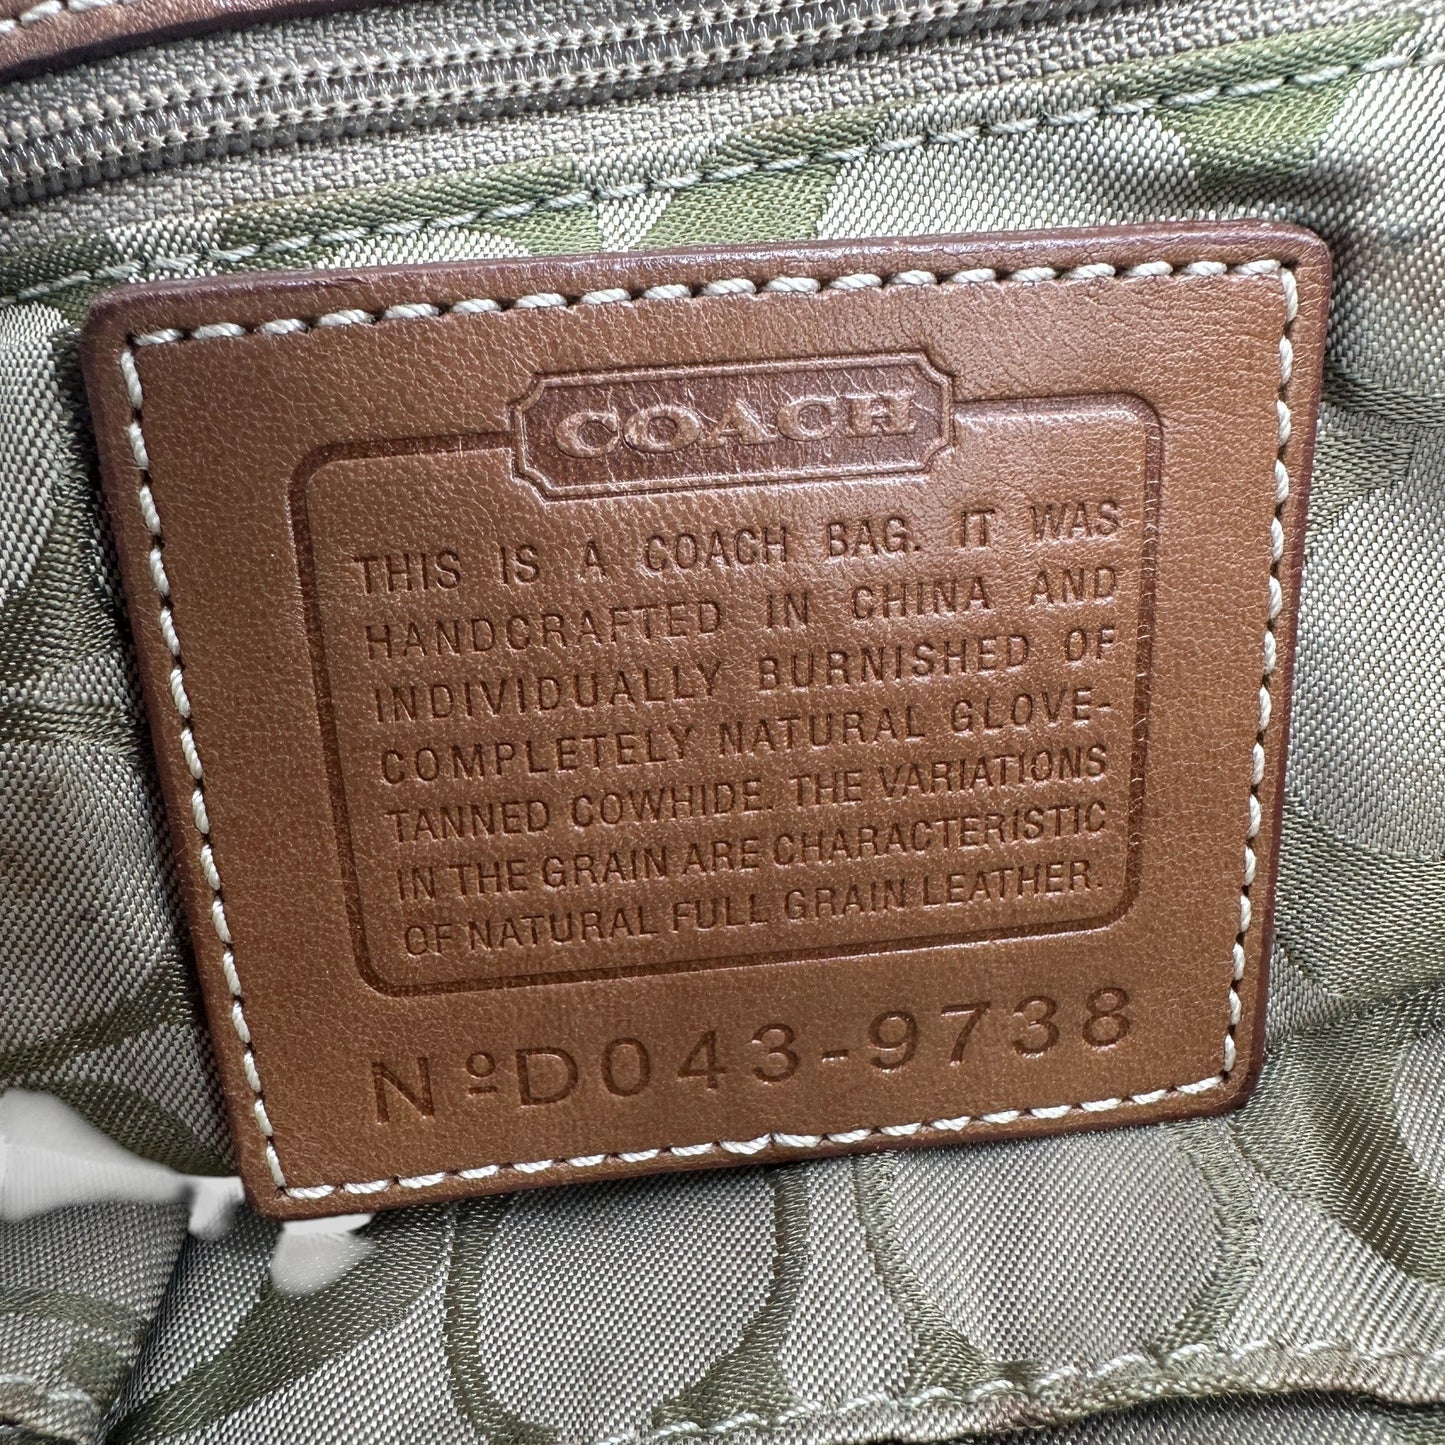 COACH
THIS IS A COACH BAG. IT WAS
HANDCRAFTED IN CHINA AND
INDIVIDUALLY BURNISHED OF
COMPLETELY NATURAL GLOVE-
TANNED COWHIDE. THE VARIATIONS
IN THE GRAIN ARE CHARACTERISTIC
OF NATURAL FULL GRAIN LEATHER.
NºD043-9738